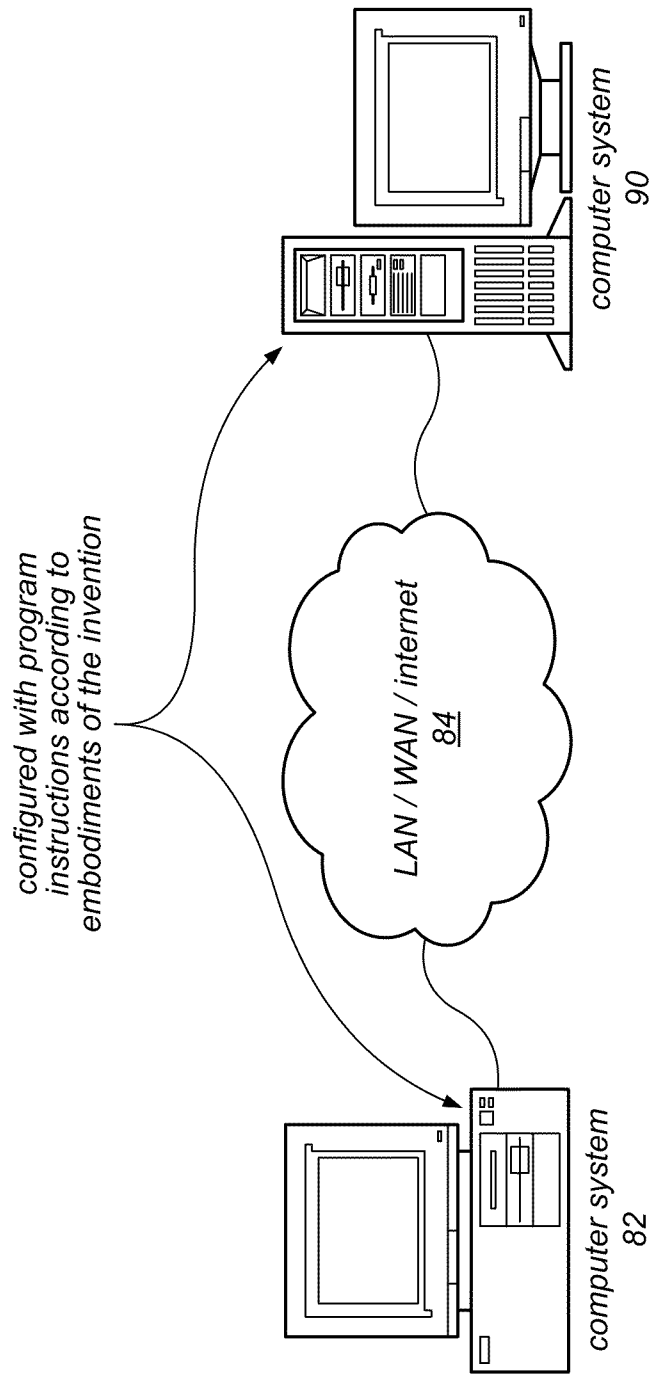 configured with program
instructions according to
embodiments of the invention
LAN / WAN / internet
84
computer system
82
computer system
90